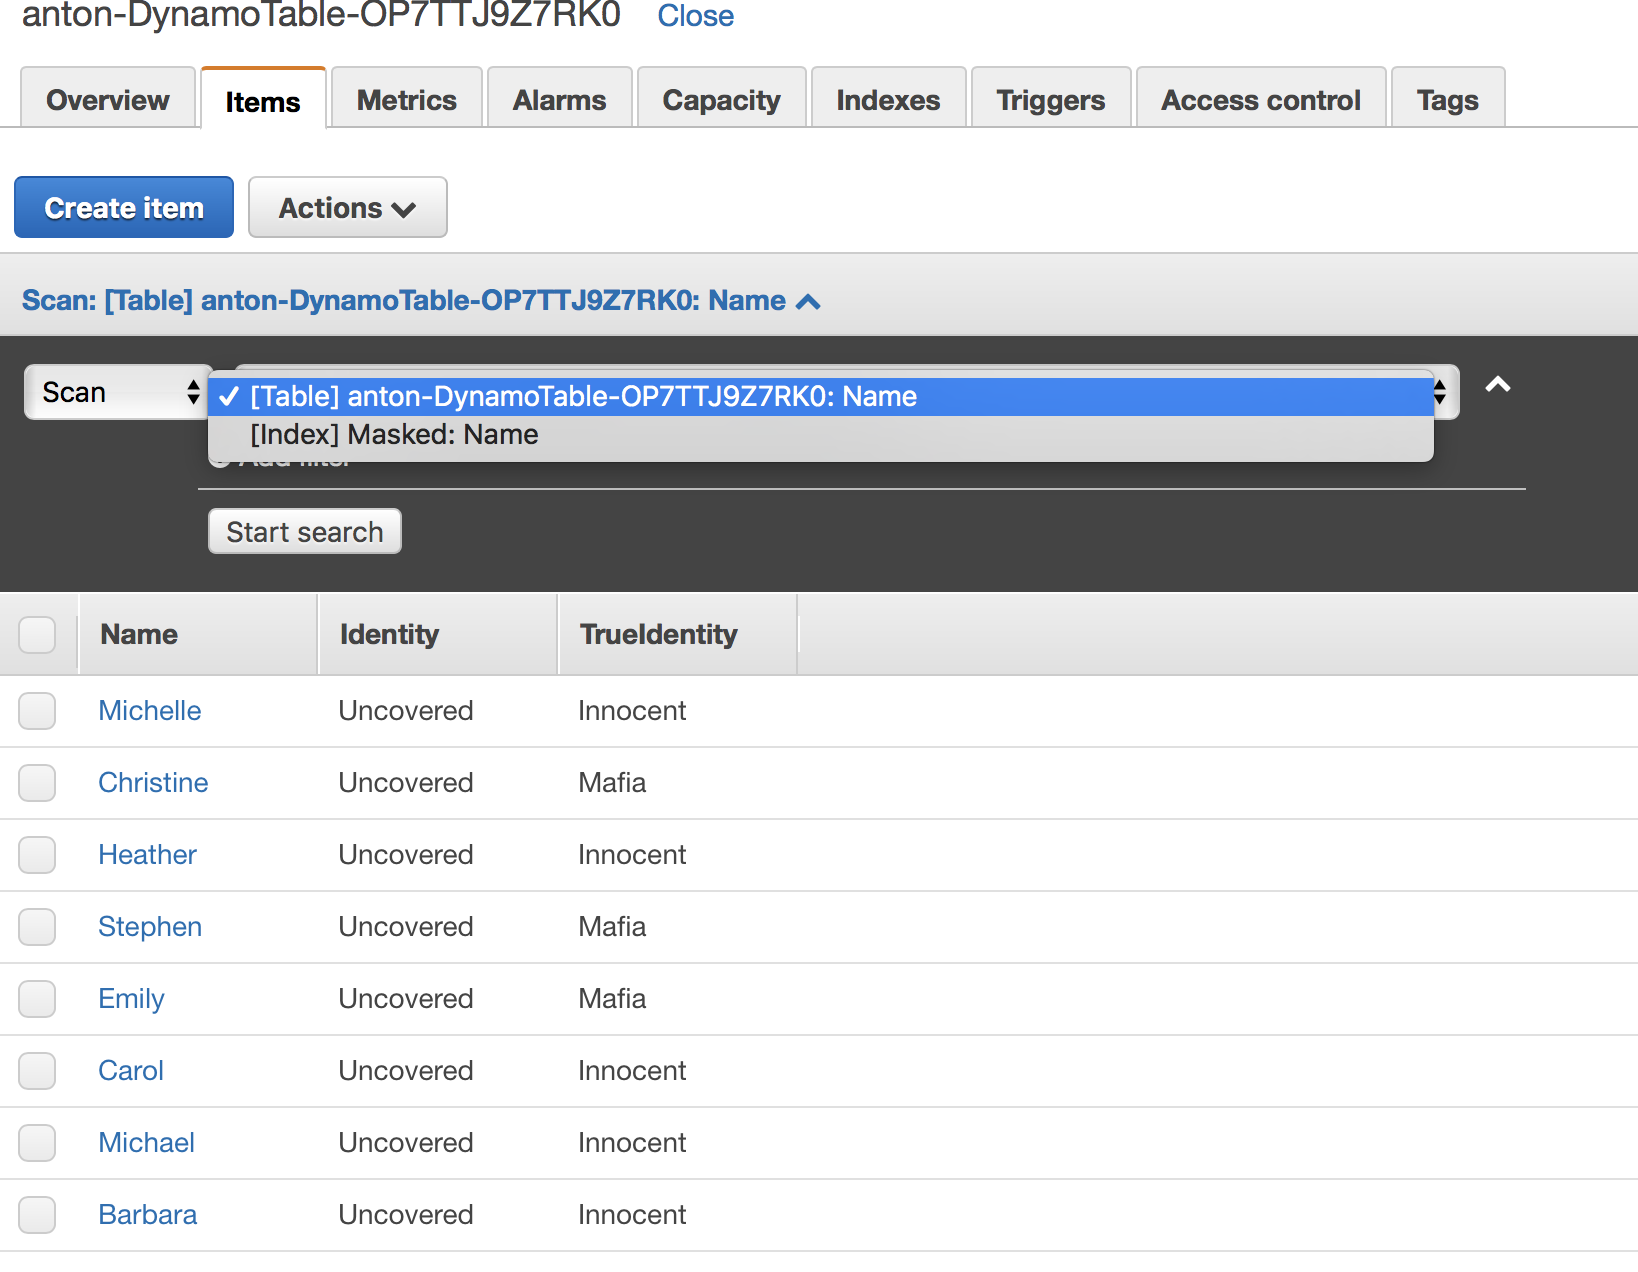 anton-DynamoTable-OP7TTJ9Z7RK0 Close
Overview Items Metrics Alarms Capacity Indexes Triggers Access control Tags
Create item Actions
Scan: [Table] anton-DynamoTable-OP7TTJ9Z7RK0: Name
Scan [Table] anton-DynamoTable-OP7TTJ9Z7RK0: Name
[Index] Masked: Name
Add filter
Start search
Name Identity TrueIdentity
Michelle Uncovered Innocent
Christine Uncovered Mafia
Heather Uncovered Innocent
Stephen Uncovered Mafia
Emily Uncovered Mafia
Carol Uncovered Innocent
Michael Uncovered Innocent
Barbara Uncovered Innocent